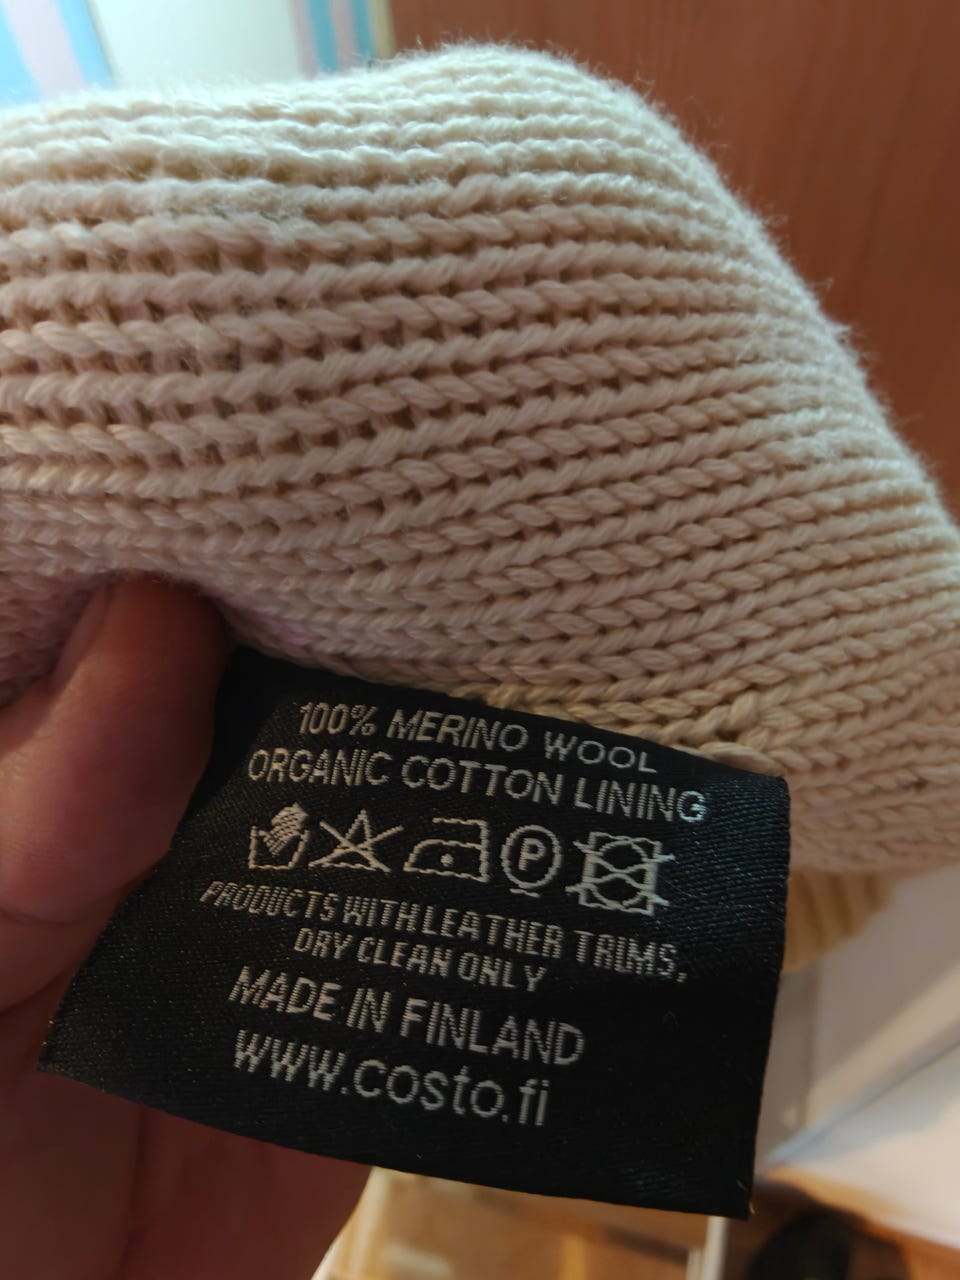 100% MERINO WOOL
ORGANIC COTTON LINING
P
PRODUCTS WITH LEATHER TRIMS,
DRY CLEAN ONLY
MADE IN FINLAND
www.costo.fi